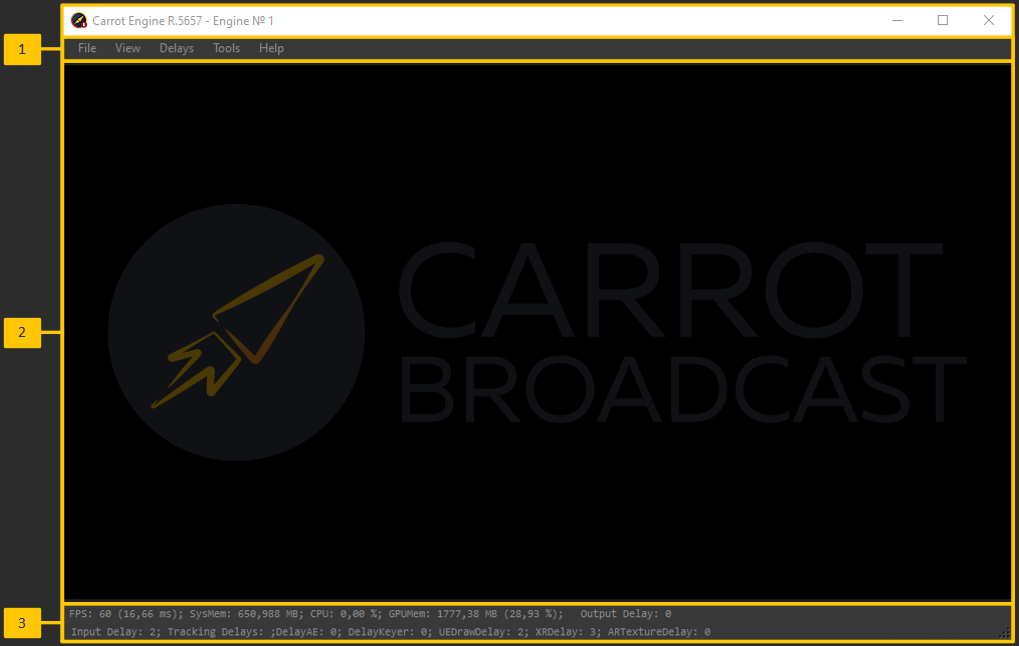 Carrot Engine R.5657 - Engine № 1
1
File View Delays Tools Help
2
CARROT
BROADCAST
3
FPS: 60 (16,66 ms); SysMem: 650,988 MB; CPU: 0,00 %; GPUMem: 1777,38 MB (28,93 %); Output Delay: 0
Input Delay: 2; Tracking Delays: ;DelayAE: 0; DelayKeyer: 0; UEDrawDelay: 2; XRDelay: 3; ARTextureDelay: 0